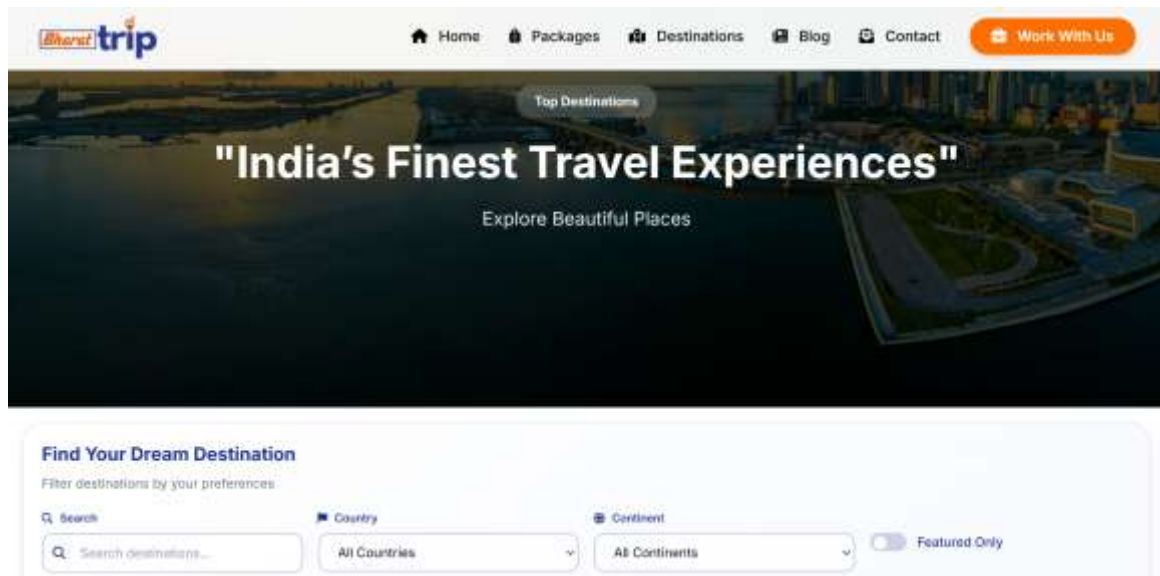 Bharat trip
Home Packages Destinations Blog Contact Work With Us
Top Destinations
"India’s Finest Travel Experiences"
Explore Beautiful Places
Find Your Dream Destination
Filter destinations by your preferences
Search Country Continent
Search destinations... All Countries All Continents Featured Only